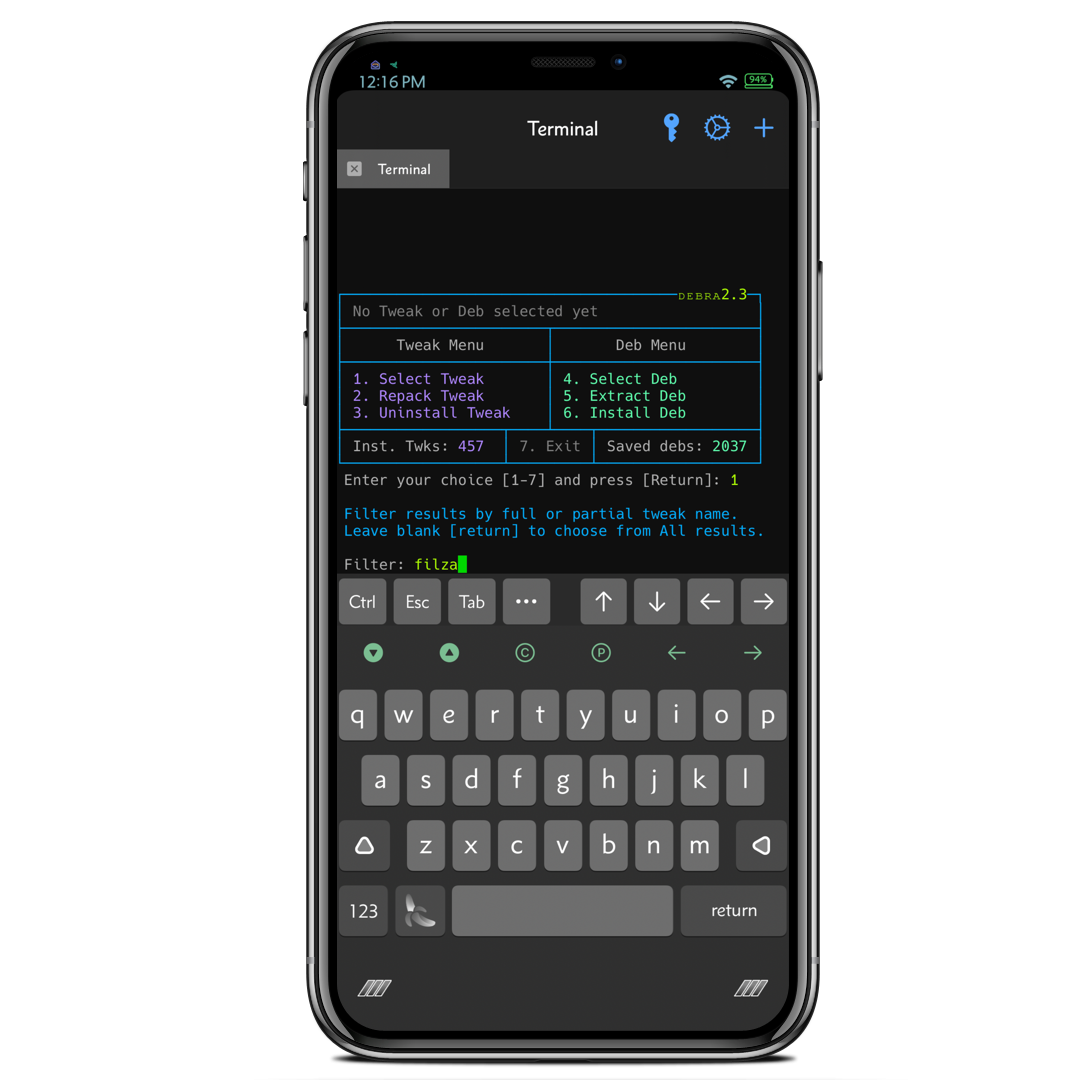 12:16 PM
94%
Terminal
Terminal
DEBRA2.3
No Tweak or Deb selected yet
Tweak Menu Deb Menu
1. Select Tweak 4. Select Deb
2. Repack Tweak 5. Extract Deb
3. Uninstall Tweak 6. Install Deb
Inst. Twks: 457 7. Exit Saved debs: 2037
Enter your choice [1-7] and press [Return]: 1
Filter results by full or partial tweak name.
Leave blank [return] to choose from All results.
Filter: filza
Ctrl Esc Tab ••• ↑ ↓ ← →
C P ← →
q w e r t y u i o p
a s d f g h j k l
z x c v b n m
123 return